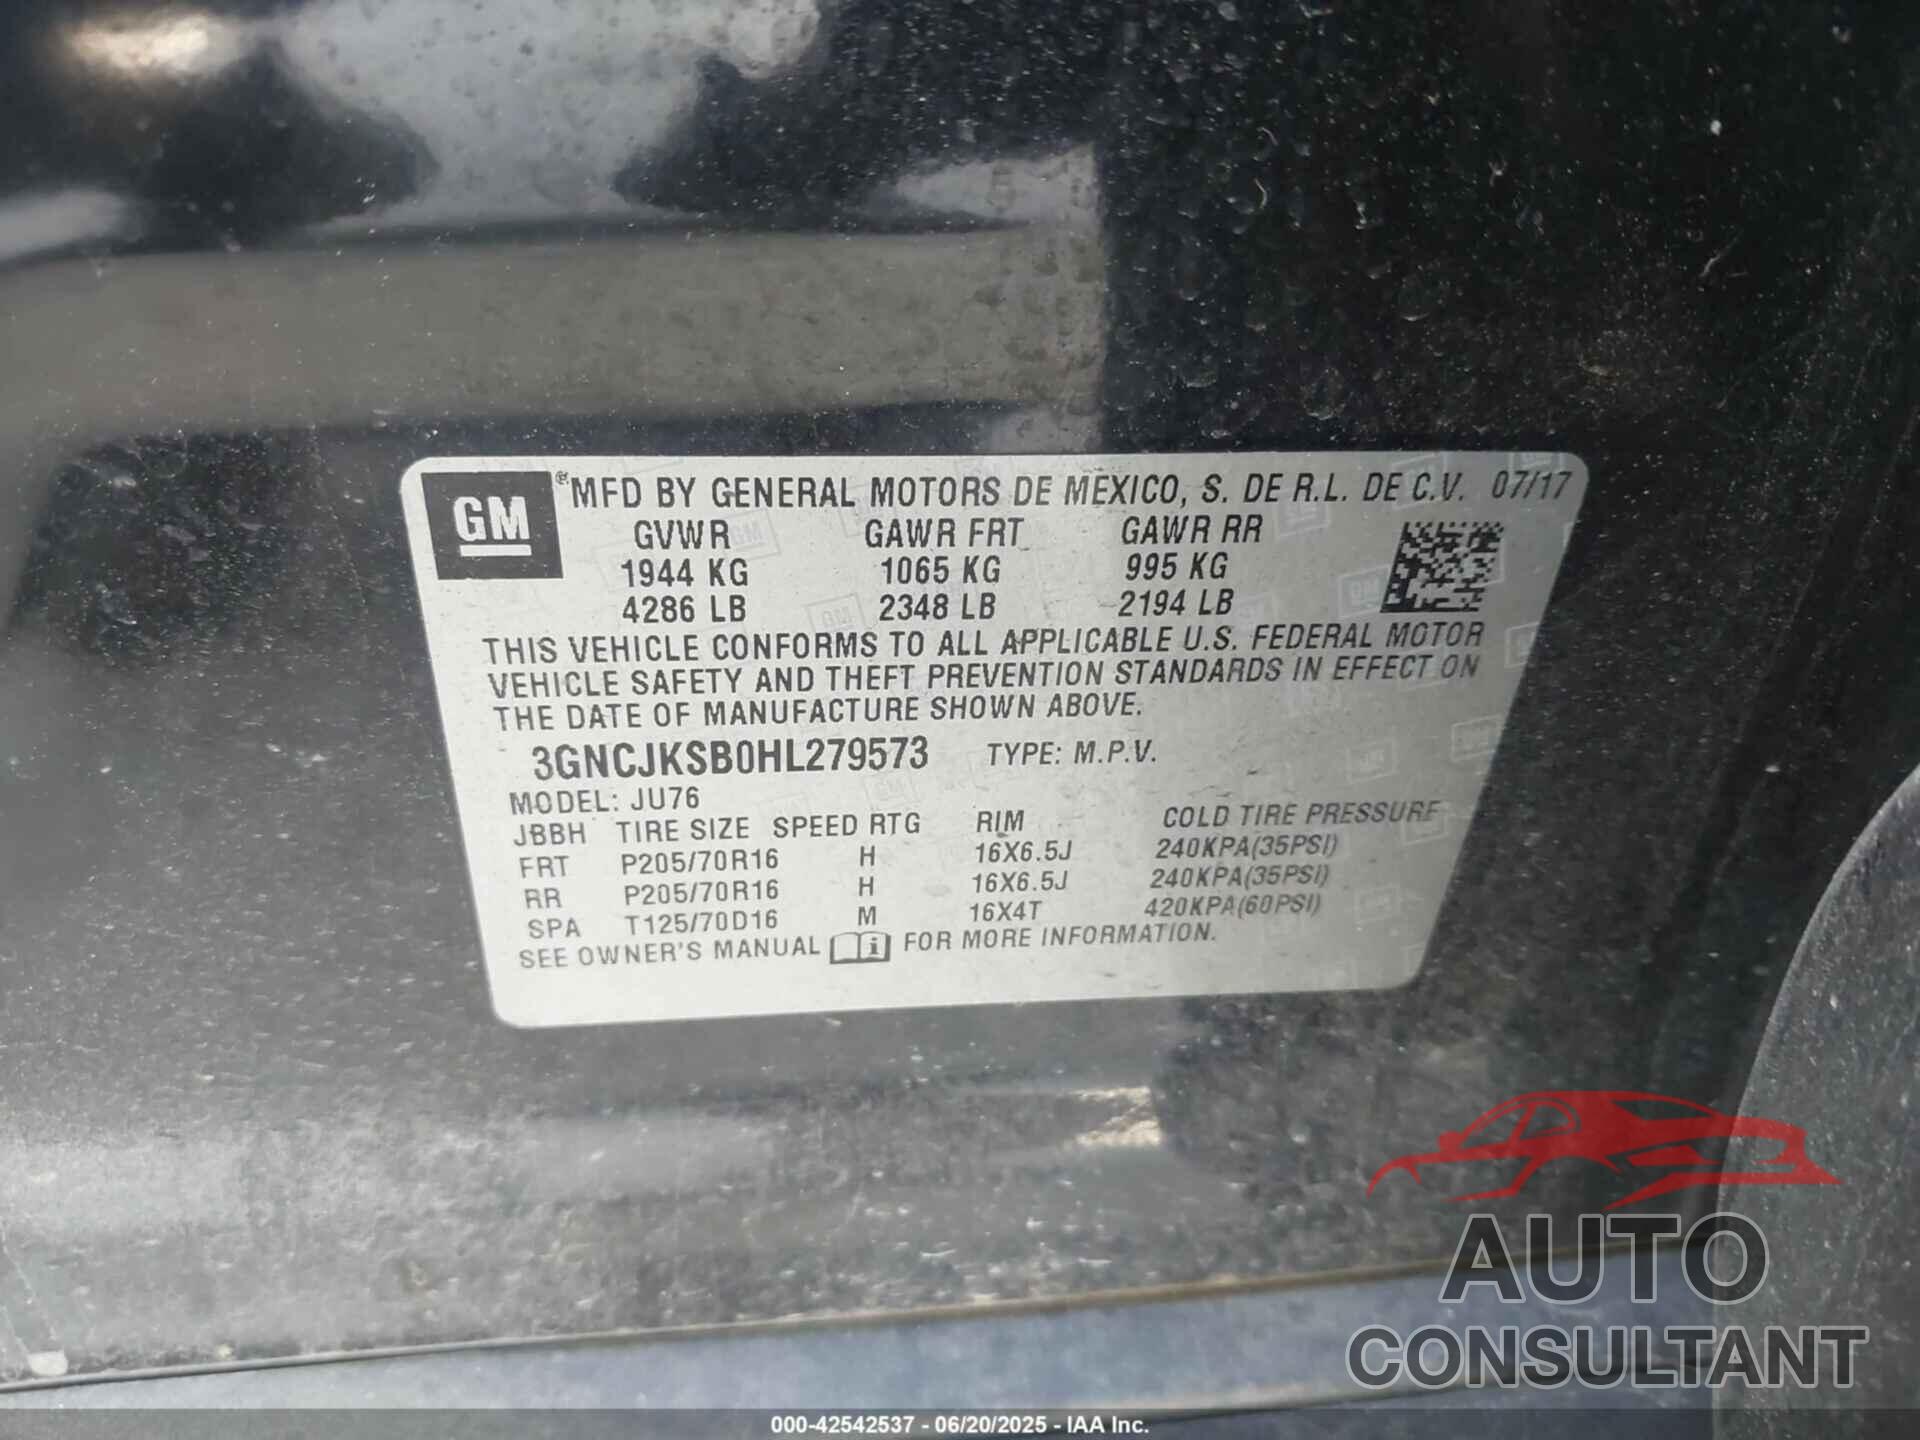 GM ® MFD BY GENERAL MOTORS DE MEXICO, S. DE R.L. DE C.V. 07/17
GVWR GAWR FRT GAWR RR
1944 KG 1065 KG 995 KG
4286 LB 2348 LB 2194 LB
THIS VEHICLE CONFORMS TO ALL APPLICABLE U.S. FEDERAL MOTOR
VEHICLE SAFETY AND THEFT PREVENTION STANDARDS IN EFFECT ON
THE DATE OF MANUFACTURE SHOWN ABOVE.
3GNCJKSB0HL279573 TYPE: M.P.V.
MODEL: JU76
JBBH TIRE SIZE SPEED RTG RIM COLD TIRE PRESSURE
FRT P205/70R16 H 16X6.5J 240KPA(35PSI)
RR P205/70R16 H 16X6.5J 240KPA(35PSI)
SPA T125/70D16 M 16X4T 420KPA(60PSI)
SEE OWNER'S MANUAL i FOR MORE INFORMATION.
AUTO
CONSULTANT
000-42542537 - 06/20/2025 - IAA Inc.